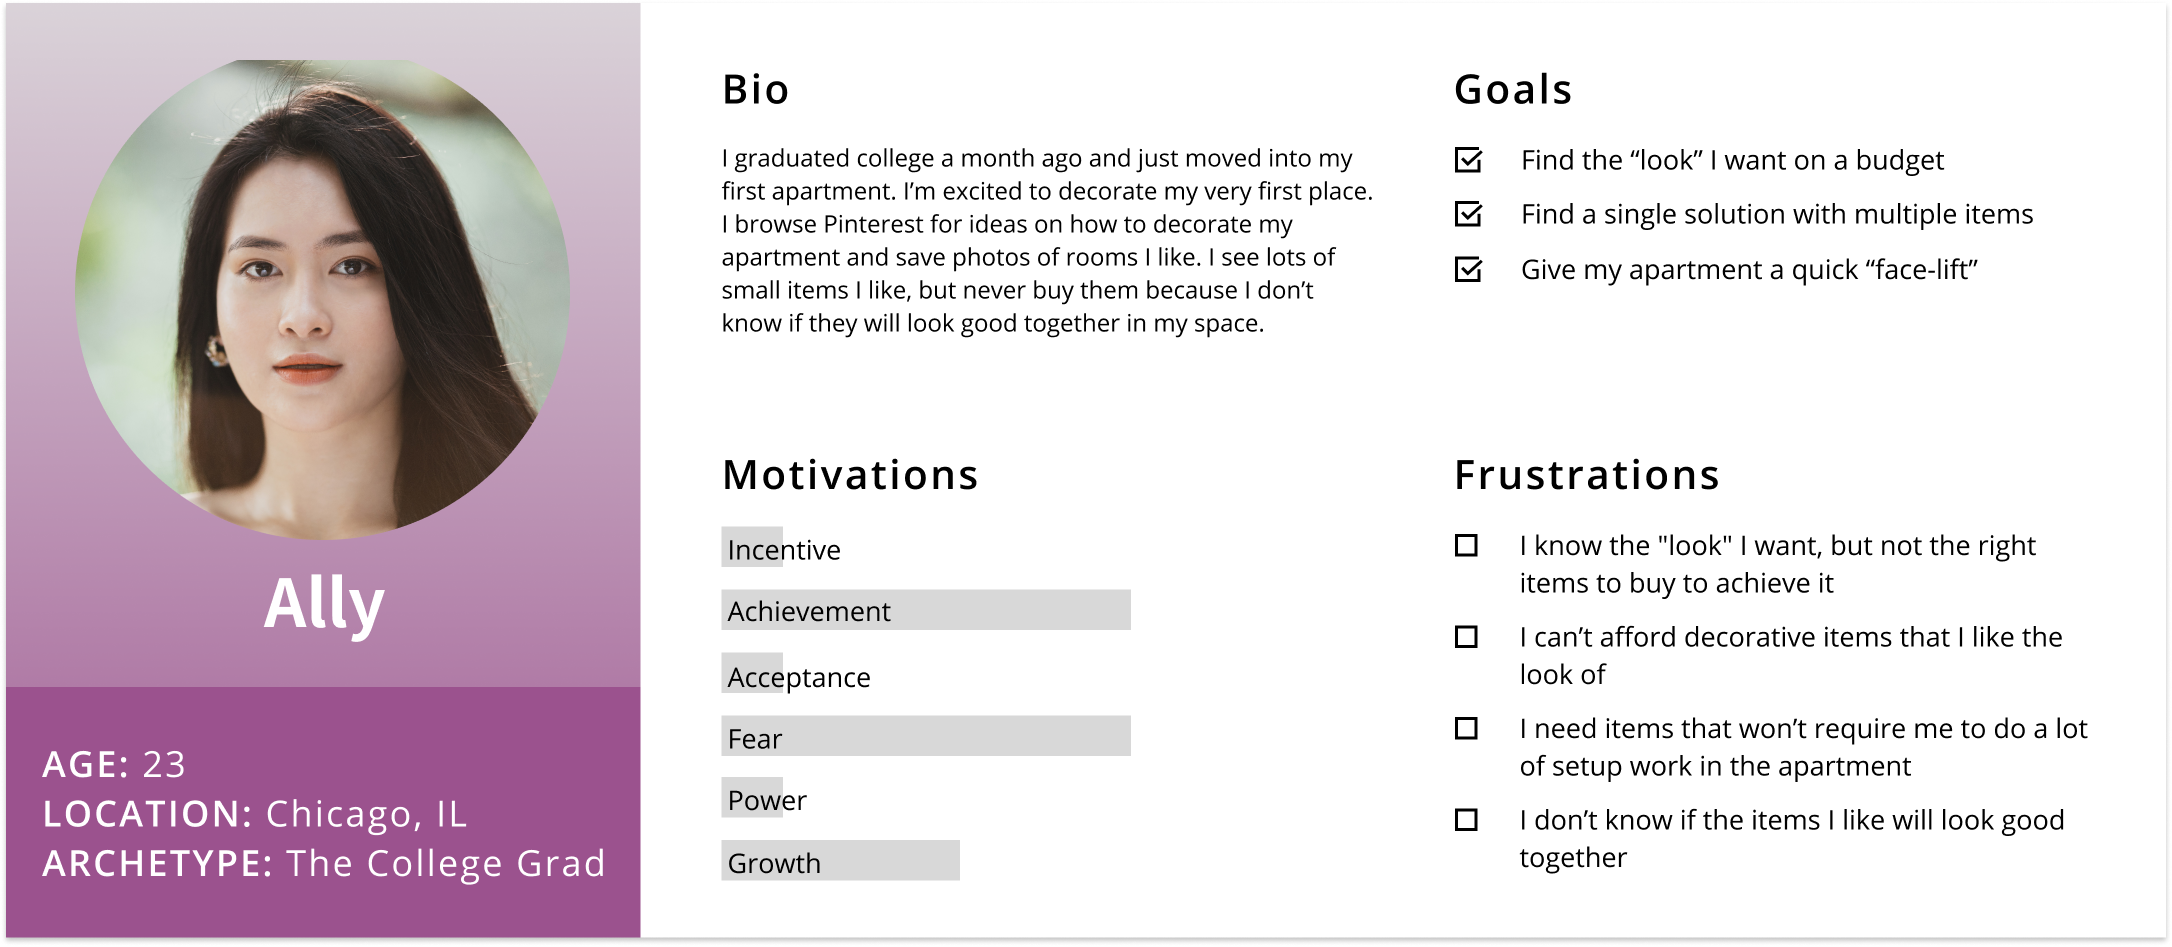 Ally
AGE: 23
LOCATION: Chicago, IL
ARCHETYPE: The College Grad
Bio
I graduated college a month ago and just moved into my
first apartment. I’m excited to decorate my very first place.
I browse Pinterest for ideas on how to decorate my
apartment and save photos of rooms I like. I see lots of
small items I like, but never buy them because I don’t
know if they will look good together in my space.
Goals
Find the “look” I want on a budget
Find a single solution with multiple items
Give my apartment a quick “face-lift”
Motivations
Incentive
Achievement
Acceptance
Fear
Power
Growth
Frustrations
I know the "look" I want, but not the right
items to buy to achieve it
I can’t afford decorative items that I like the
look of
I need items that won’t require me to do a lot
of setup work in the apartment
I don’t know if the items I like will look good
together